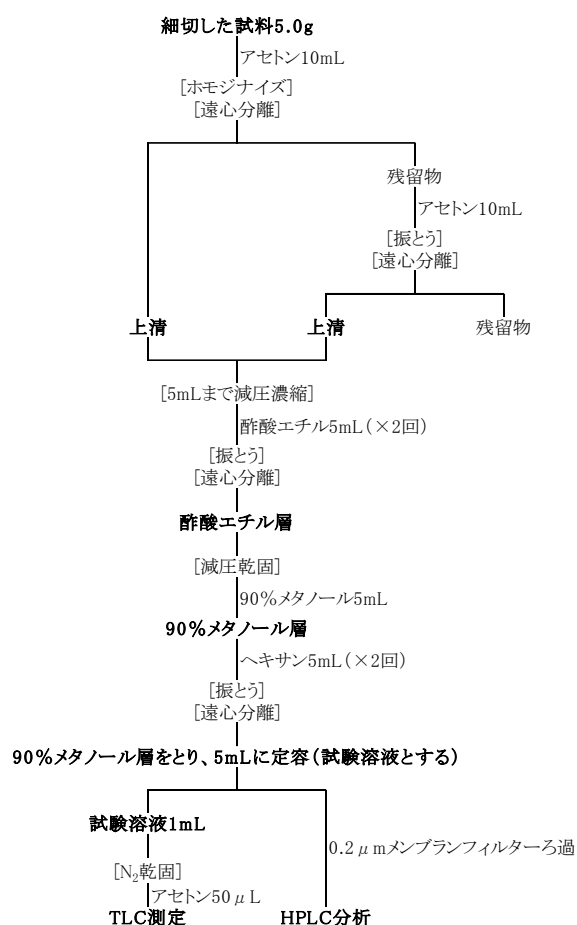 細切した試料5.0g
アセトン10mL
[ホモジナイズ]
[遠心分離]
残留物
アセトン10mL
[振とう]
[遠心分離]
上清
上清
残留物
[5mLまで減圧濃縮]
酢酸エチル5mL（×2回）
[振とう]
[遠心分離]
酢酸エチル層
[減圧乾固]
90％メタノール5mL
90％メタノール層
ヘキサン5mL（×2回）
[振とう]
[遠心分離]
90％メタノール層をとり、5mLに定容（試験溶液とする）
試験溶液1mL
0.2μmメンブランフィルターろ過
[N₂乾固]
アセトン50μL
TLC測定
HPLC分析